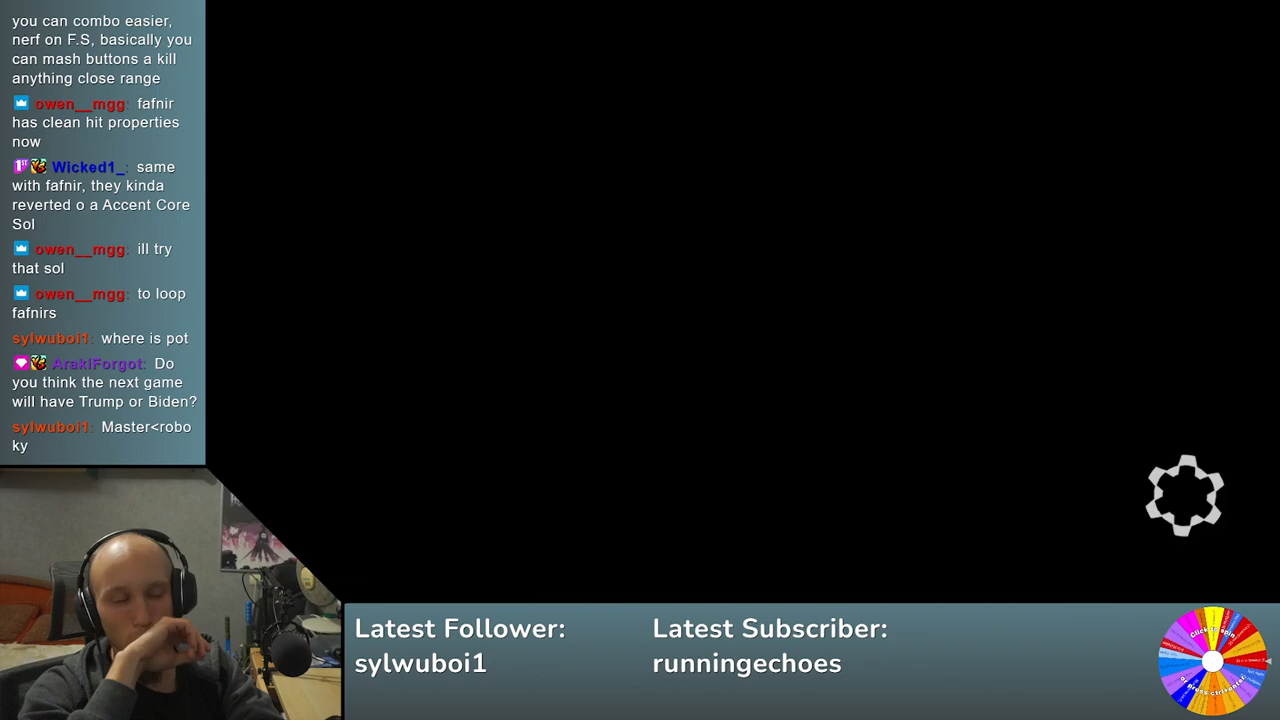 you can combo easier,
nerf on F.S, basically you
can mash buttons a kill
anything close range
owen__mgg: fafnir
has clean hit properties
now
Wicked1_: same
with fafnir, they kinda
reverted o a Accent Core
Sol
owen__mgg: ill try
that sol
owen__mgg: to loop
fafnirs
sylwuboi1: where is pot
ArakiForgot: Do
you think the next game
will have Trump or Biden?
sylwuboi1: Master<robo
ky
Latest Follower:
sylwuboi1
Latest Subscriber:
runningechoes